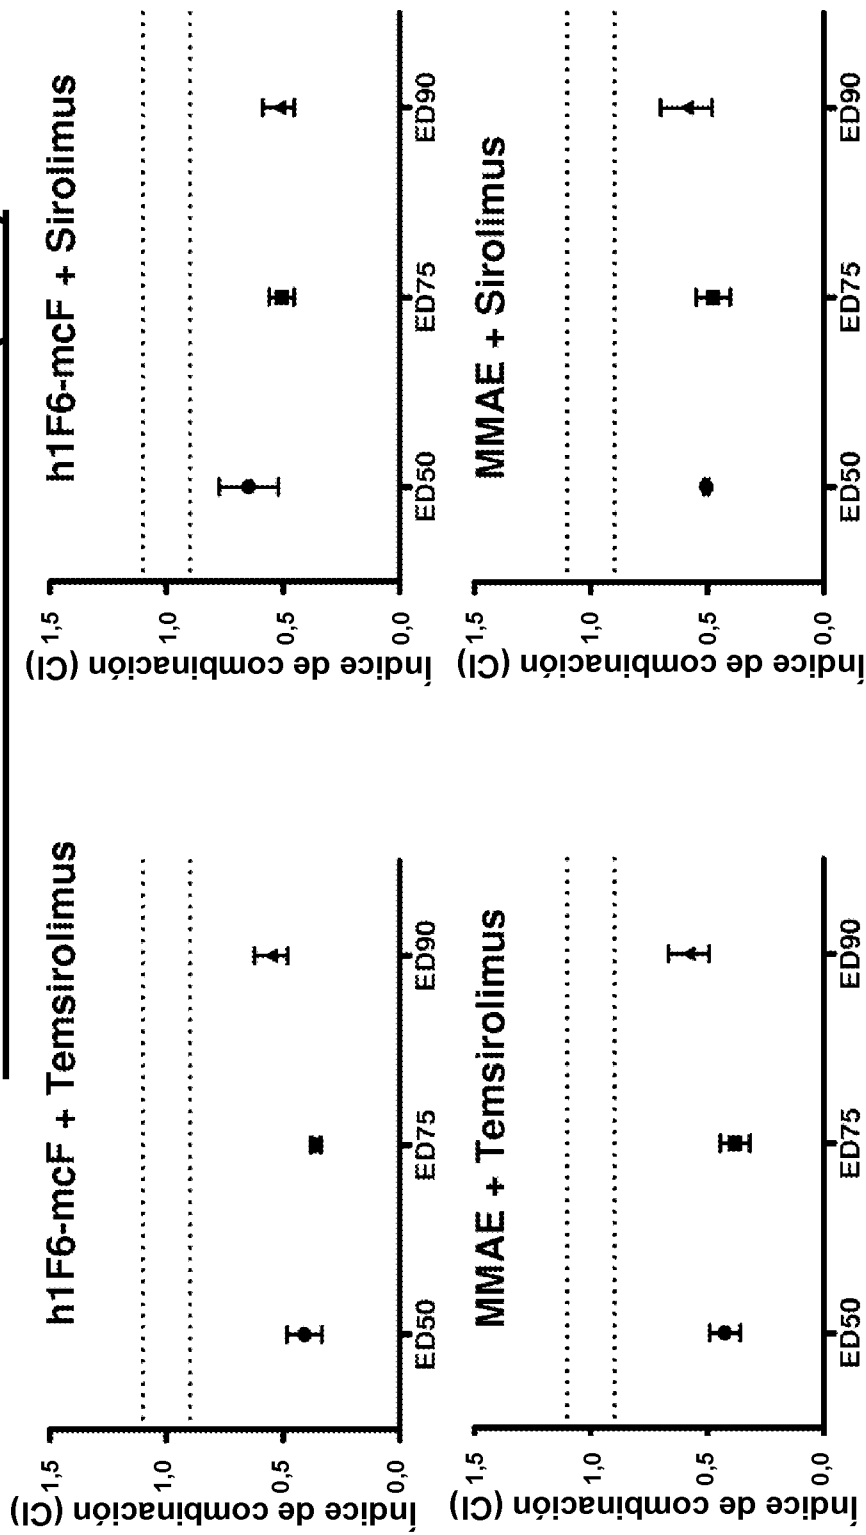 h1F6-mcF + Temsirolimus
Índice de combinación (CI)
1,5
1,0
0,5
0,0
ED50
ED75
ED90
h1F6-mcF + Sirolimus
Índice de combinación (CI)
1,5
1,0
0,5
0,0
ED50
ED75
ED90
MMAE + Temsirolimus
Índice de combinación (CI)
1,5
1,0
0,5
0,0
ED50
ED75
ED90
MMAE + Sirolimus
Índice de combinación (CI)
1,5
1,0
0,5
0,0
ED50
ED75
ED90